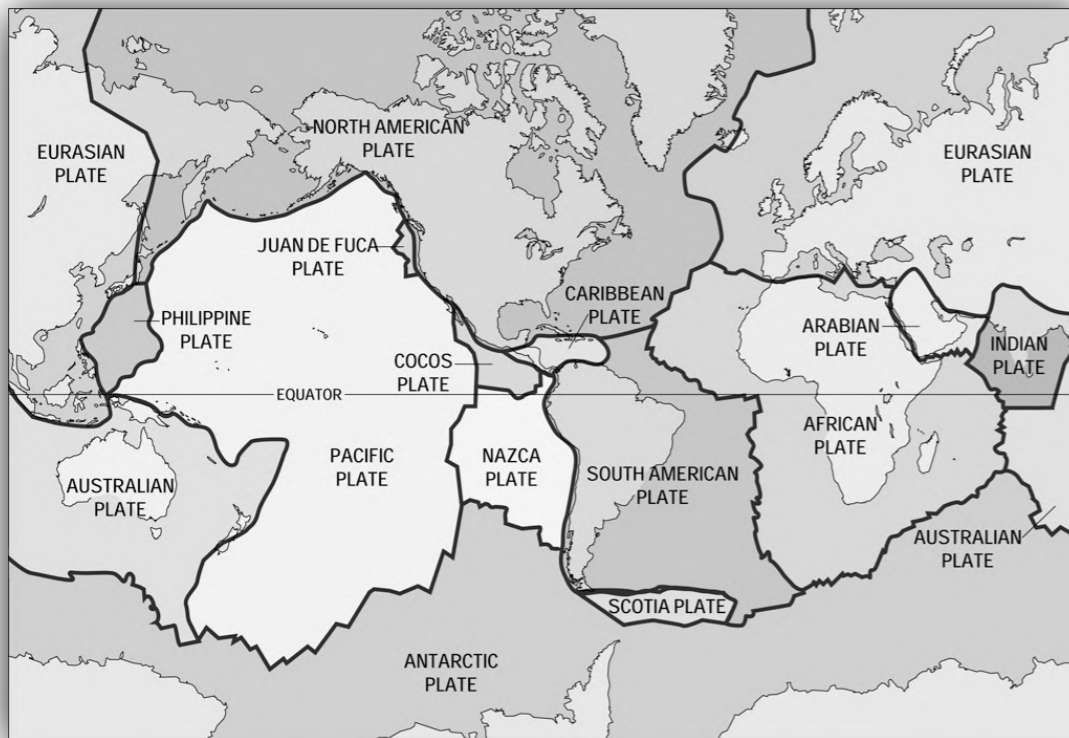 NORTH AMERICAN
PLATE
EURASIAN
PLATE
EURASIAN
PLATE
JUAN DE FUCA
PLATE
CARIBBEAN
PLATE
PHILIPPINE
PLATE
ARABIAN
PLATE
INDIAN
PLATE
COCOS
PLATE
EQUATOR
AFRICAN
PLATE
PACIFIC
PLATE
NAZCA
PLATE
SOUTH AMERICAN
PLATE
AUSTRALIAN
PLATE
AUSTRALIAN
PLATE
SCOTIA PLATE
ANTARCTIC
PLATE